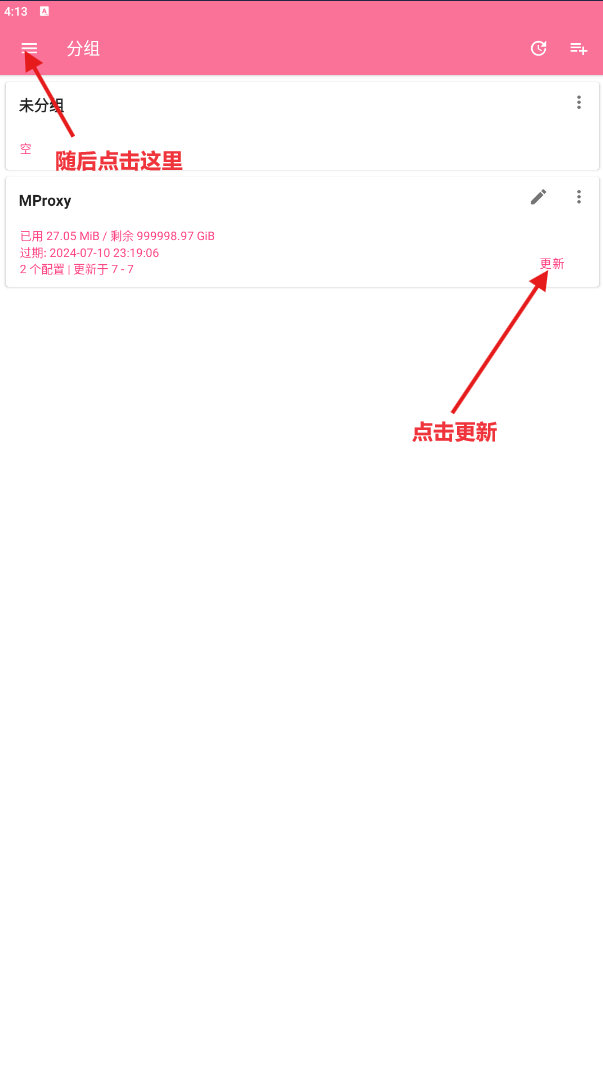 4:13 A
分组
未分组
空
随后点击这里
MProxy
已用 27.05 MiB / 剩余 999998.97 GiB
过期: 2024-07-10 23:19:06
2 个配置 | 更新于 7 - 7
更新
点击更新